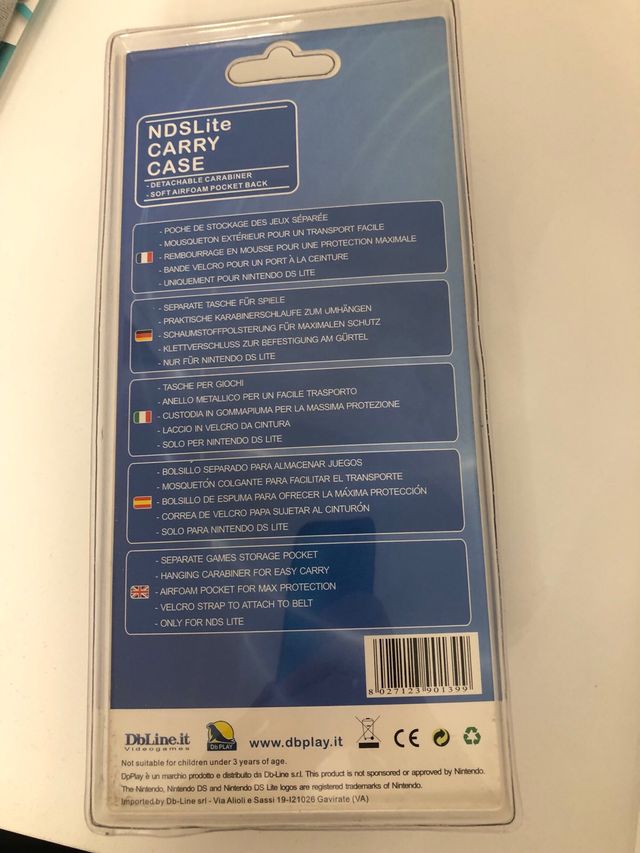 NDSLite
CARRY
CASE
- DETACHABLE CARABINER
- SOFT AIRFOAM POCKET BACK
- POCHE DE STOCKAGE DES JEUX SÉPARÉE
- MOUSQUETON EXTÉRIEUR POUR UN TRANSPORT FACILE
- REMBOURRAGE EN MOUSSE POUR UNE PROTECTION MAXIMALE
- BANDE VELCRO POUR UN PORT À LA CEINTURE
- UNIQUEMENT POUR NINTENDO DS LITE
- SEPARATE TASCHE FÜR SPIELE
- PRAKTISCHE KARABINERSCHLAUFE ZUM UMHÄNGEN
- SCHAUMSTOFFPOLSTERUNG FÜR MAXIMALEN SCHUTZ
- KLETTVERSCHLUSS ZUR BEFESTIGUNG AM GÜRTEL
- NUR FÜR NINTENDO DS LITE
- TASCHE PER GIOCHI
- ANELLO METALLICO PER UN FACILE TRASPORTO
- CUSTODIA IN GOMMAPIUMA PER LA MASSIMA PROTEZIONE
- LACCIO IN VELCRO DA CINTURA
- SOLO PER NINTENDO DS LITE
- BOLSILLO SEPARADO PARA ALMACENAR JUEGOS
- MOSQUETÓN COLGANTE PARA FACILITAR EL TRANSPORTE
- BOLSILLO DE ESPUMA PARA OFRECER LA MÁXIMA PROTECCIÓN
- CORREA DE VELCRO PAPA SUJETAR AL CINTURÓN
- SOLO PARA NINTENDO DS LITE
- SEPARATE GAMES STORAGE POCKET
- HANGING CARABINER FOR EASY CARRY
- AIRFOAM POCKET FOR MAX PROTECTION
- VELCRO STRAP TO ATTACH TO BELT
- ONLY FOR NDS LITE
8 027123 901399
DbLine.it
Videogames
Db PLAY
www.dbplay.it
CE
Not suitable for children under 3 years of age.
DpPlay è un marchio prodotto e distribuito da Db-Line s.r.l. This product is not sponsored or approved by Nintendo.
The Nintendo, Nintendo DS and Nintendo DS Lite logos are registered trademarks of Nintendo.
Imported by Db-Line srl - Via Alioli e Sassi 19-I21026 Gavirate (VA)